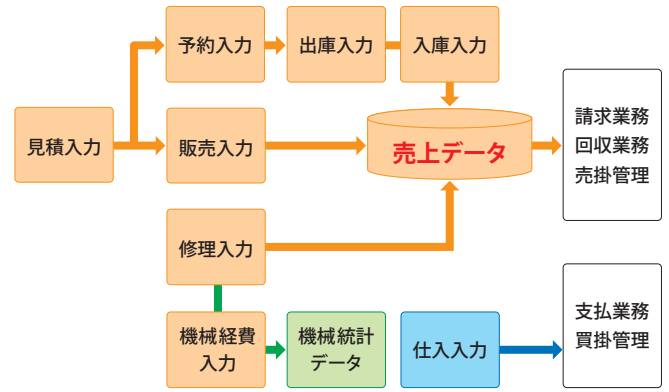 予約入力
出庫入力
入庫入力
見積入力
販売入力
売上データ
請求業務
回収業務
売掛管理
修理入力
機械経費
入力
機械統計
データ
仕入入力
支払業務
買掛管理